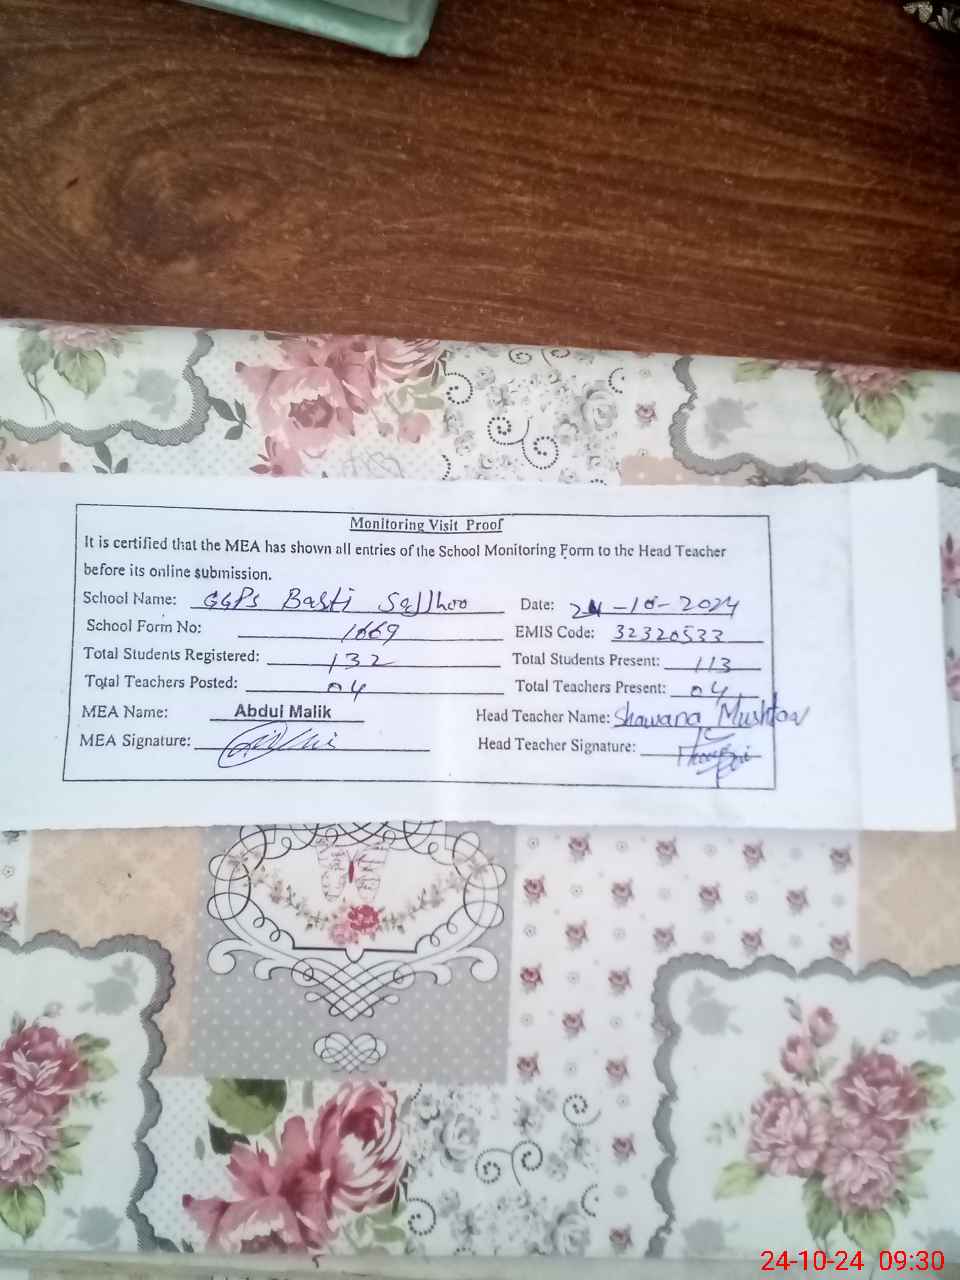 Monitoring Visit Proof
It is certified that the MEA has shown all entries of the School Monitoring Form to the Head Teacher
before its online submission.
School Name: GGPS Basti Date: 24-10-2024
School Form No: 1669 EMIS Code: 32320533
Total Students Registered: 132 Total Students Present: 113
Total Teachers Posted: 04 Total Teachers Present: 04
MEA Name: Abdul Malik Head Teacher Name: Shawana Mushtaq
MEA Signature: Head Teacher Signature:
24-10-24 09:30